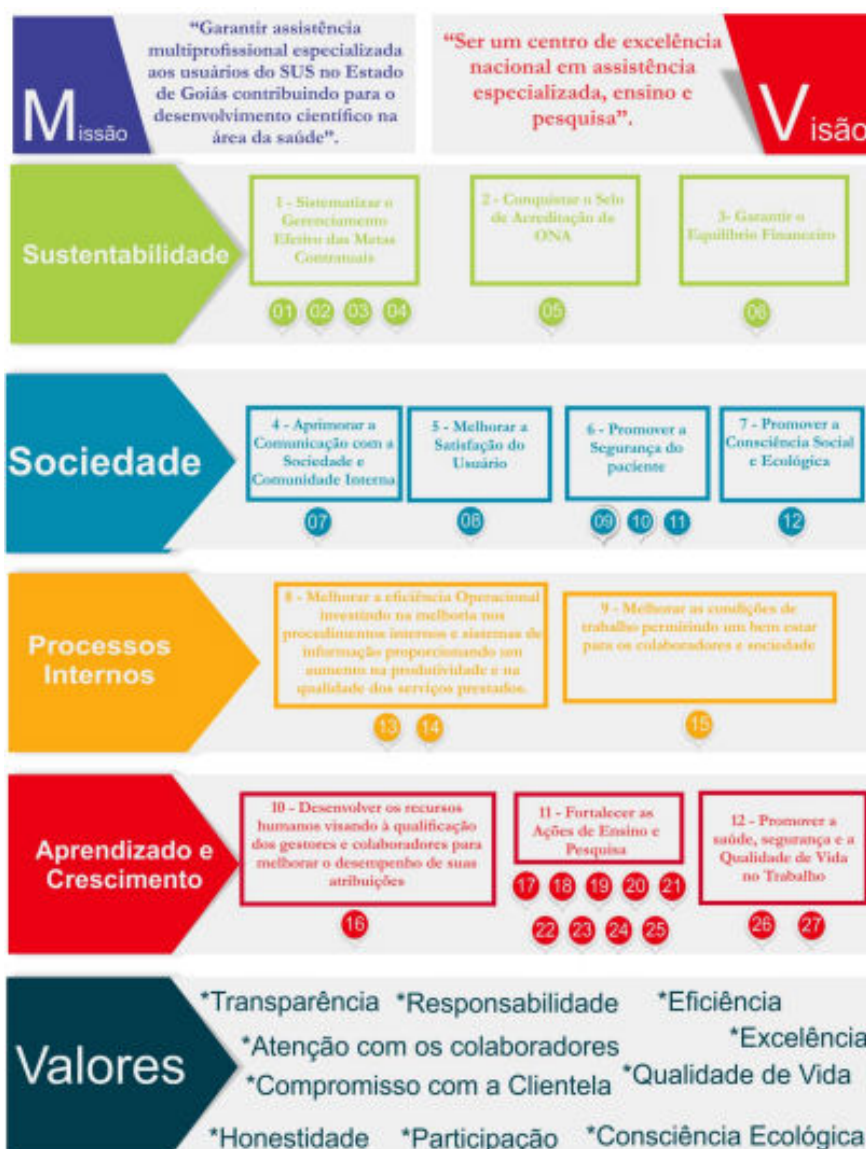 Missão
“Garantir assistência
multiprofissional especializada
aos usuários do SUS no Estado
de Goiás contribuindo para o
desenvolvimento científico na
área da saúde”.
“Ser um centro de excelência
nacional em assistência
especializada, ensino e
pesquisa”.
Visão
Sustentabilidade
1 - Sistematizar o
Gerenciamento
Efetivo das Metas
Contratuais
01 02 03 04
2 - Conquistar o Selo
de Acreditação da
ONA
05
3- Garantir o
Equilíbrio Financeiro
06
Sociedade
4 - Aprimorar a
Comunicação com a
Sociedade e
Comunidade Interna
07
5 - Melhorar a
Satisfação do
Usuário
08
6 - Promover a
Segurança do
paciente
09 10 11
7 - Promover a
Consciência Social
e Ecológica
12
Processos
Internos
8 - Melhorar a eficiência Operacional
investindo na melhoria nos
procedimentos internos e sistemas de
informação proporcionando um
aumento na produtividade e na
qualidade dos serviços prestados.
13 14
9 - Melhorar as condições de
trabalho permitindo um bem estar
para os colaboradores e sociedade
15
Aprendizado e
Crescimento
10 - Desenvolver os recursos
humanos visando à qualificação
dos gestores e colaboradores para
melhorar o desempenho de suas
atribuições
16
11 - Fortalecer as
Ações de Ensino e
Pesquisa
17 18 19 20 21
22 23 24 25
12 - Promover a
saúde, segurança e a
Qualidade de Vida
no Trabalho
26 27
Valores
*Transparência *Responsabilidade *Eficiência
*Atenção com os colaboradores *Excelência
*Compromisso com a Clientela *Qualidade de Vida
*Honestidade *Participação *Consciência Ecológica